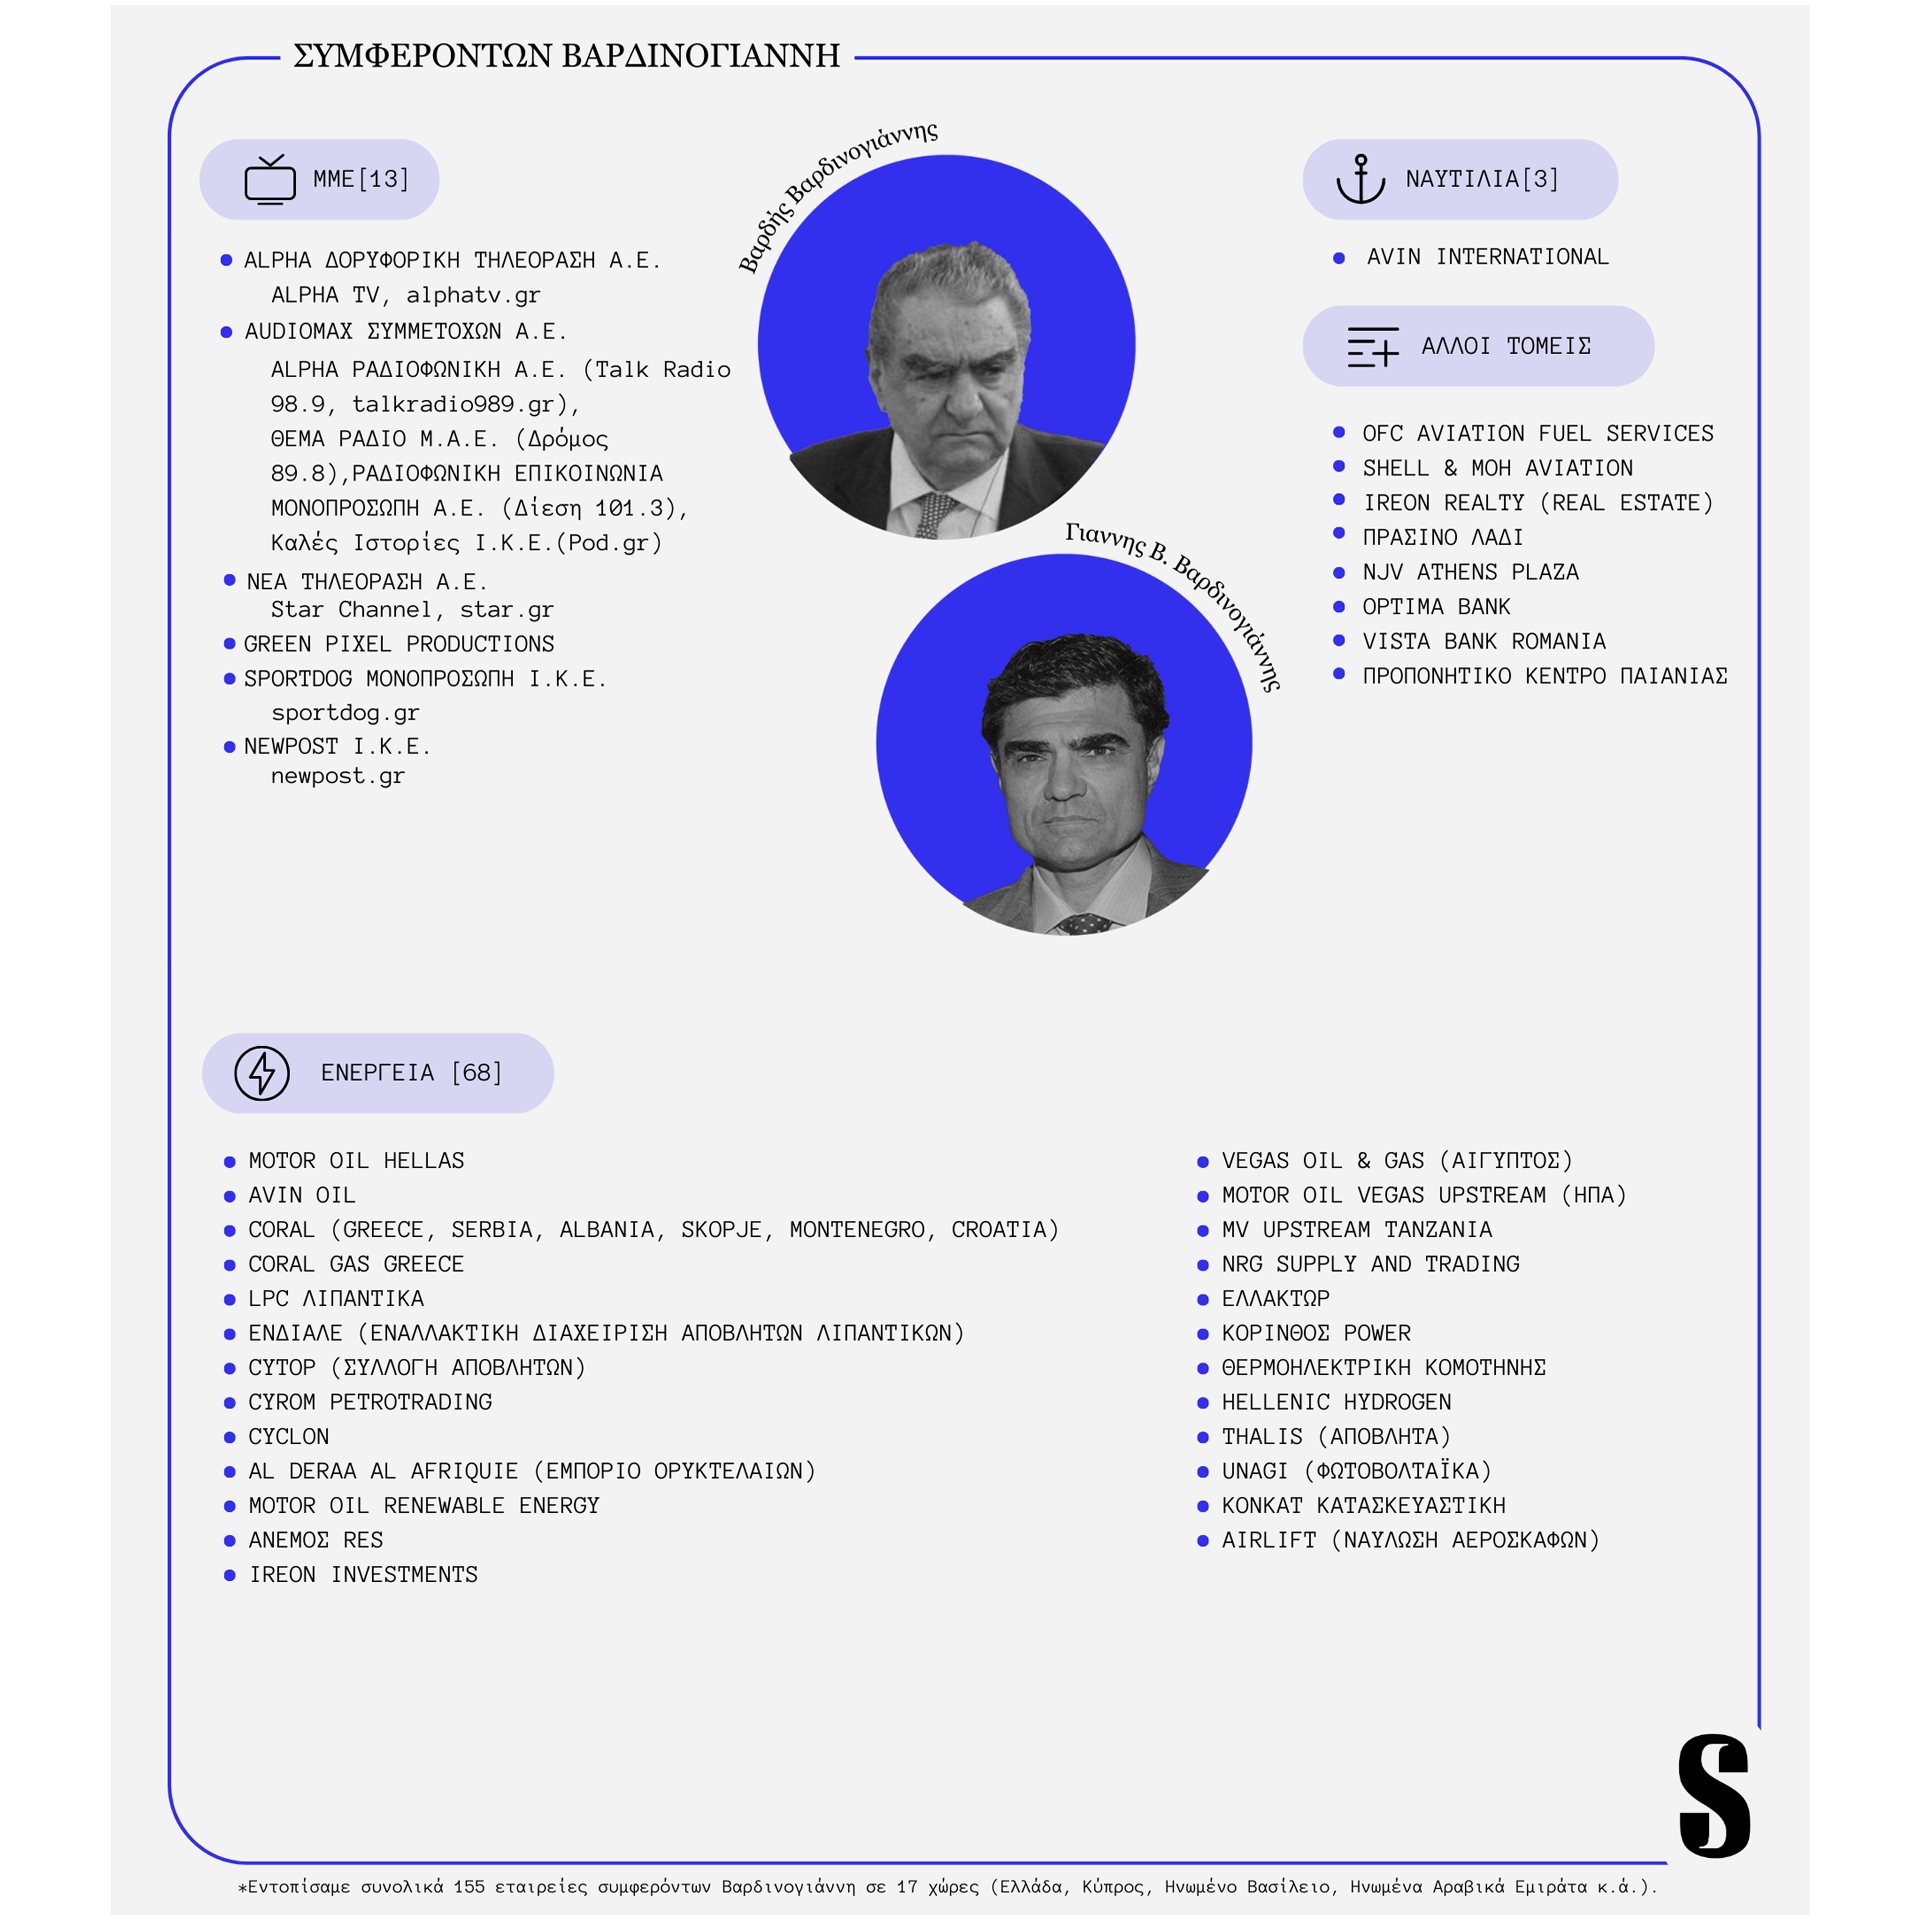 ΣΥΜΦΕΡΟΝΤΩΝ ΒΑΡΔΙΝΟΓΙΑΝΝΗ
ΜΜΕ[13]
ALPHA ΔΟΡΥΦΟΡΙΚΗ ΤΗΛΕΟΡΑΣΗ Α.Ε.
ALPHA TV, alphatv.gr
AUDIOMAX ΣΥΜΜΕΤΟΧΩΝ Α.Ε.
ALPHA ΡΑΔΙΟΦΩΝΙΚΗ Α.Ε. (Talk Radio
98.9, talkradio989.gr),
ΘΕΜΑ ΡΑΔΙΟ Μ.Α.Ε. (Δρόμος
89.8),ΡΑΔΙΟΦΩΝΙΚΗ ΕΠΙΚΟΙΝΩΝΙΑ
ΜΟΝΟΠΡΟΣΩΠΗ Α.Ε. (Δίεση 101.3),
Καλές Ιστορίες Ι.Κ.Ε.(Pod.gr)
ΝΕΑ ΤΗΛΕΟΡΑΣΗ Α.Ε.
Star Channel, star.gr
GREEN PIXEL PRODUCTIONS
SPORTDOG ΜΟΝΟΠΡΟΣΩΠΗ Ι.Κ.Ε.
sportdog.gr
NEWPOST Ι.Κ.Ε.
newpost.gr
Βαρδής Βαρδινογιάννης
Γιαννης Β. Βαρδινογιάννης
ΝΑΥΤΙΛΙΑ[3]
AVIN INTERNATIONAL
ΑΛΛΟΙ ΤΟΜΕΙΣ
OFC AVIATION FUEL SERVICES
SHELL & MOH AVIATION
IREON REALTY (REAL ESTATE)
ΠΡΑΣΙΝΟ ΛΑΔΙ
NJV ATHENS PLAZA
OPTIMA BANK
VISTA BANK ROMANIA
ΠΡΟΠΟΝΗΤΙΚΟ ΚΕΝΤΡΟ ΠΑΙΑΝΙΑΣ
ΕΝΕΡΓΕΙΑ [68]
MOTOR OIL HELLAS
AVIN OIL
CORAL (GREECE, SERBIA, ALBANIA, SKOPJE, MONTENEGRO, CROATIA)
CORAL GAS GREECE
LPC ΛΙΠΑΝΤΙΚΑ
ΕΝΔΙΑΛΕ (ΕΝΑΛΛΑΚΤΙΚΗ ΔΙΑΧΕΙΡΙΣΗ ΑΠΟΒΛΗΤΩΝ ΛΙΠΑΝΤΙΚΩΝ)
CYTOP (ΣΥΛΛΟΓΗ ΑΠΟΒΛΗΤΩΝ)
CYROM PETROTRADING
CYCLON
AL DERAA AL AFRIQUIE (ΕΜΠΟΡΙΟ ΟΡΥΚΤΕΛΑΙΩΝ)
MOTOR OIL RENEWABLE ENERGY
ΑΝΕΜΟΣ RES
IREON INVESTMENTS
VEGAS OIL & GAS (ΑΙΓΥΠΤΟΣ)
MOTOR OIL VEGAS UPSTREAM (ΗΠΑ)
MV UPSTREAM TANZANIA
NRG SUPPLY AND TRADING
ΕΛΛΑΚΤΩΡ
ΚΟΡΙΝΘΟΣ POWER
ΘΕΡΜΟΗΛΕΚΤΡΙΚΗ ΚΟΜΟΤΗΝΗΣ
HELLENIC HYDROGEN
THALIS (ΑΠΟΒΛΗΤΑ)
UNAGI (ΦΩΤΟΒΟΛΤΑΪΚΑ)
ΚΟΝΚΑΤ ΚΑΤΑΣΚΕΥΑΣΤΙΚΗ
AIRLIFT (ΝΑΥΛΩΣΗ ΑΕΡΟΣΚΑΦΩΝ)
S
*Εντοπίσαμε συνολικά 155 εταιρείες συμφερόντων Βαρδινογιάννη σε 17 χώρες (Ελλάδα, Κύπρος, Ηνωμένο Βασίλειο, Ηνωμένα Αραβικά Εμιράτα κ.ά.).